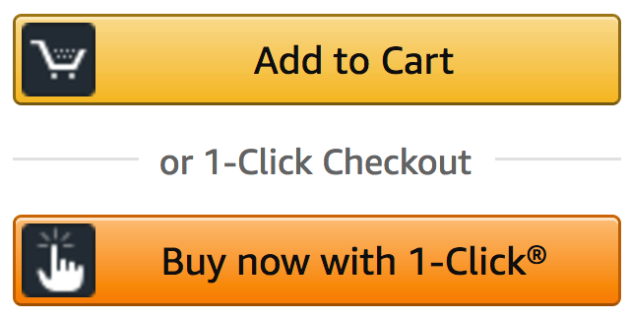 Add to Cart
or 1-Click Checkout
Buy now with 1-Click®